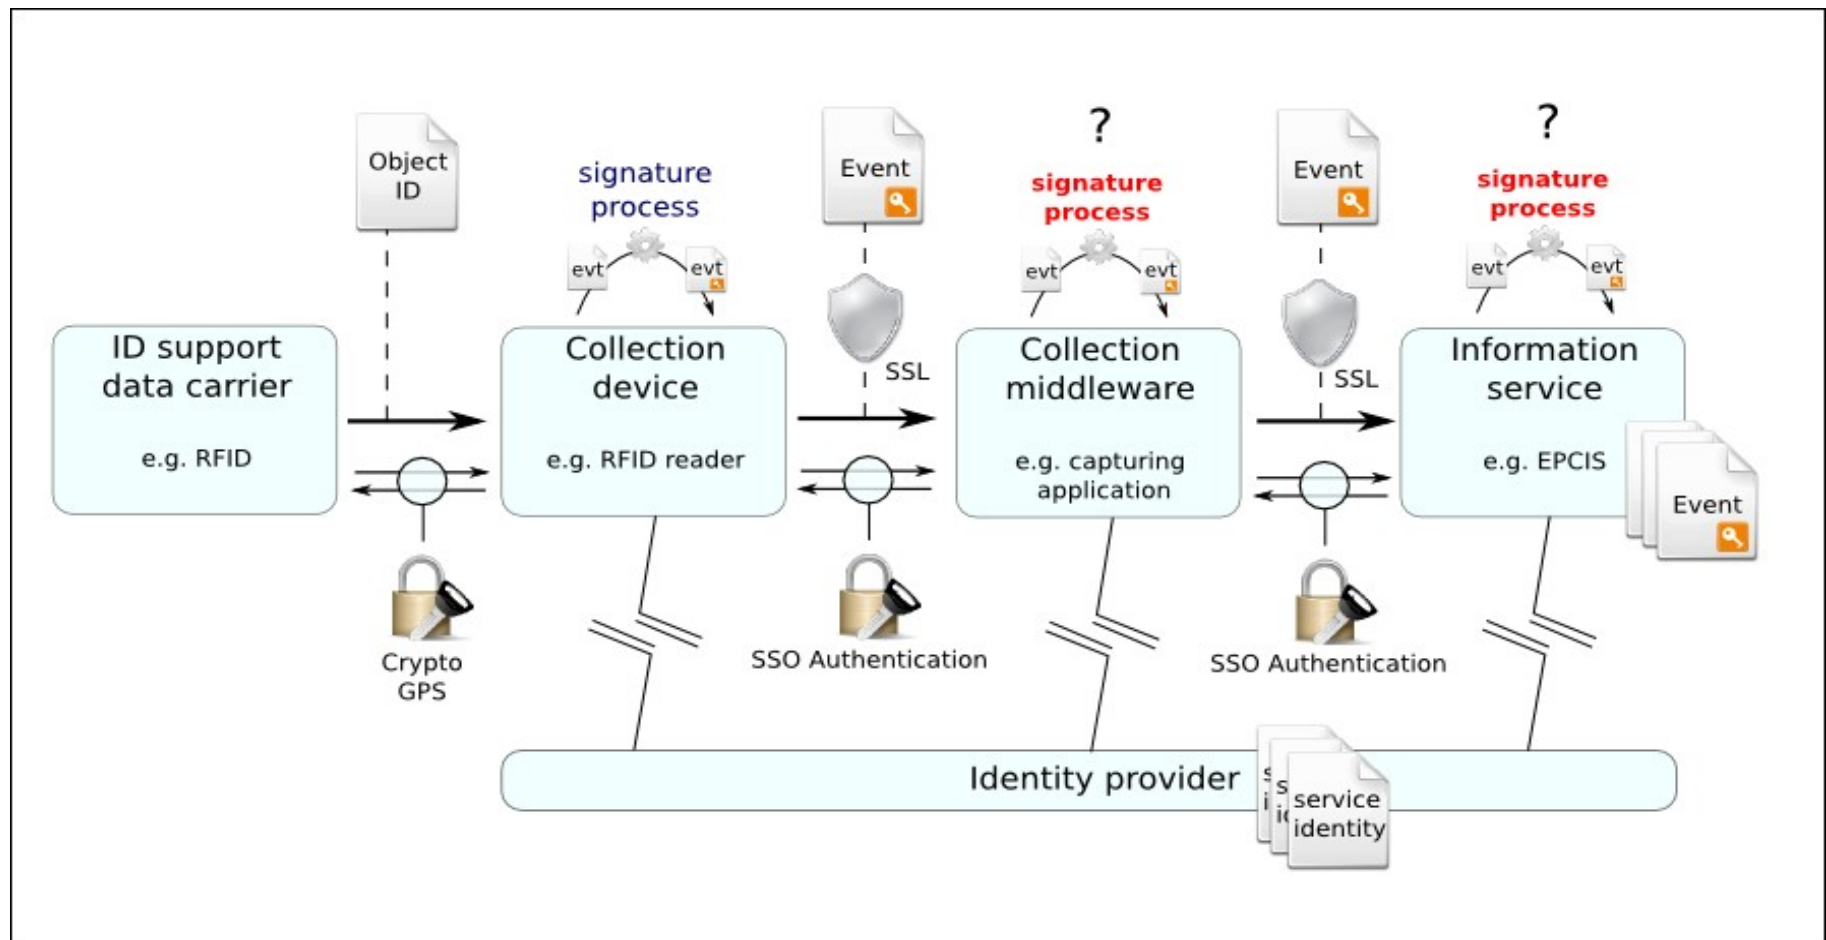 Object
ID
signature
process
evt
evt
Event
SSL
?
signature
process
evt
evt
Event
SSL
?
signature
process
evt
evt
ID support
data carrier
e.g. RFID
Collection
device
e.g. RFID reader
Collection
middleware
e.g. capturing
application
Information
service
e.g. EPCIS
Event
Crypto
GPS
SSO Authentication
SSO Authentication
Identity provider
service
identity